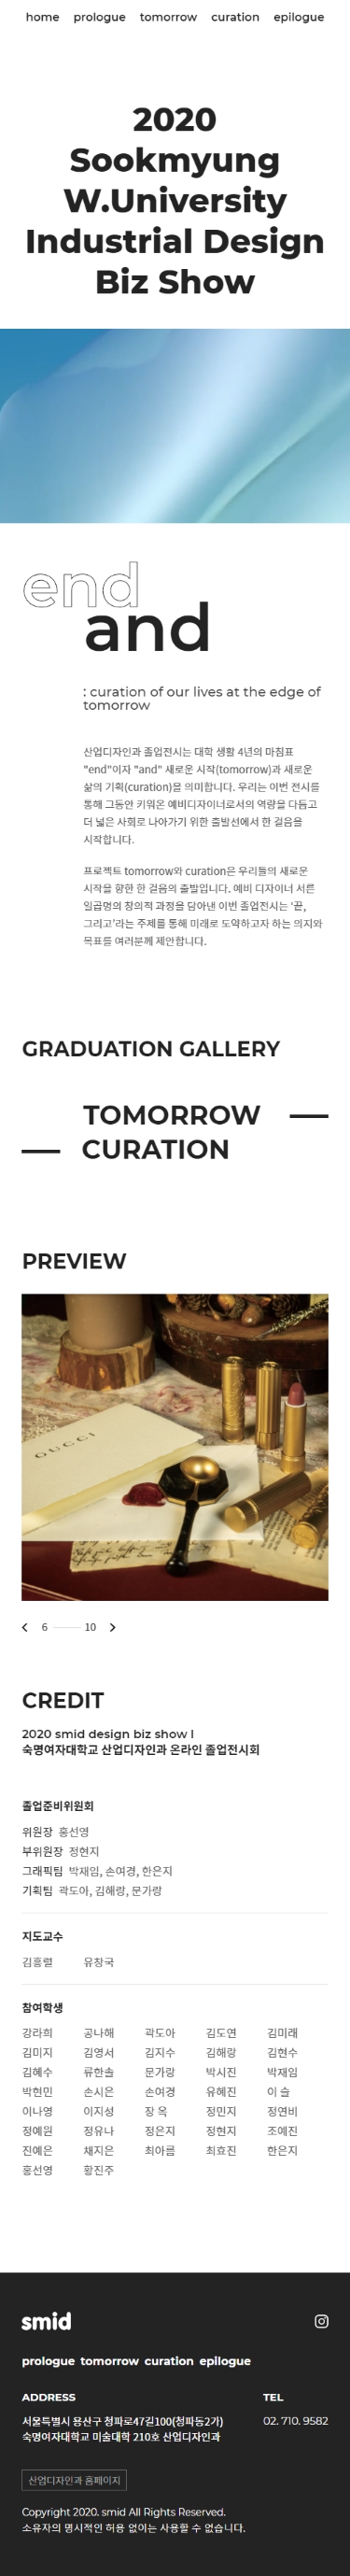 home prologue tomorrow curation epilogue
2020
Sookmyung
W.University
Industrial Design
Biz Show
end
and
: curation of our lives at the edge of
tomorrow
산업디자인과 졸업전시는 대학 생활 4년의 마침표
"end"이자 "and" 새로운 시작(tomorrow)과 새로운
삶의 기획(curation)을 의미합니다. 우리는 이번 전시를
통해 그동안 키워온 예비디자이너로서의 역량을 다듬고
더 넓은 사회로 나아가기 위한 출발선에서 한 걸음을
시작합니다.
프로젝트 tomorrow와 curation은 우리들의 새로운
시작을 향한 한 걸음의 출발입니다. 예비 디자이너 서른
일곱명의 창의적 과정을 담아낸 이번 졸업전시는 ‘끝,
그리고’라는 주제를 통해 미래로 도약하고자 하는 의지와
목표를 여러분께 제안합니다.
GRADUATION GALLERY
TOMORROW
CURATION
PREVIEW
GUCCI
6 10
CREDIT
2020 smid design biz show l
숙명여자대학교 산업디자인과 온라인 졸업전시회
졸업준비위원회
위원장 홍선영
부위원장 정현지
그래픽팀 박재임, 손여경, 한은지
기획팀 곽도아, 김해랑, 문가랑
지도교수
김흥렬 유창국
참여학생
강라희 공나해 곽도아 김도연 김미래
김미지 김영서 김지수 김해랑 김현수
김혜수 류한솔 문가랑 박시진 박재임
박현민 손시은 손여경 유혜진 이 슬
이나영 이지성 장 옥 정민지 정연비
정예원 정유나 정은지 정현지 조예진
진예은 채지은 최아름 최효진 한은지
홍선영 황진주
smid
prologue tomorrow curation epilogue
ADDRESS TEL
서울특별시 용산구 청파로47길100(청파동2가) 02. 710. 9582
숙명여자대학교 미술대학 210호 산업디자인과
산업디자인과 홈페이지
Copyright 2020. smid All Rights Reserved.
소유자의 명시적인 허용 없이는 사용할 수 없습니다.